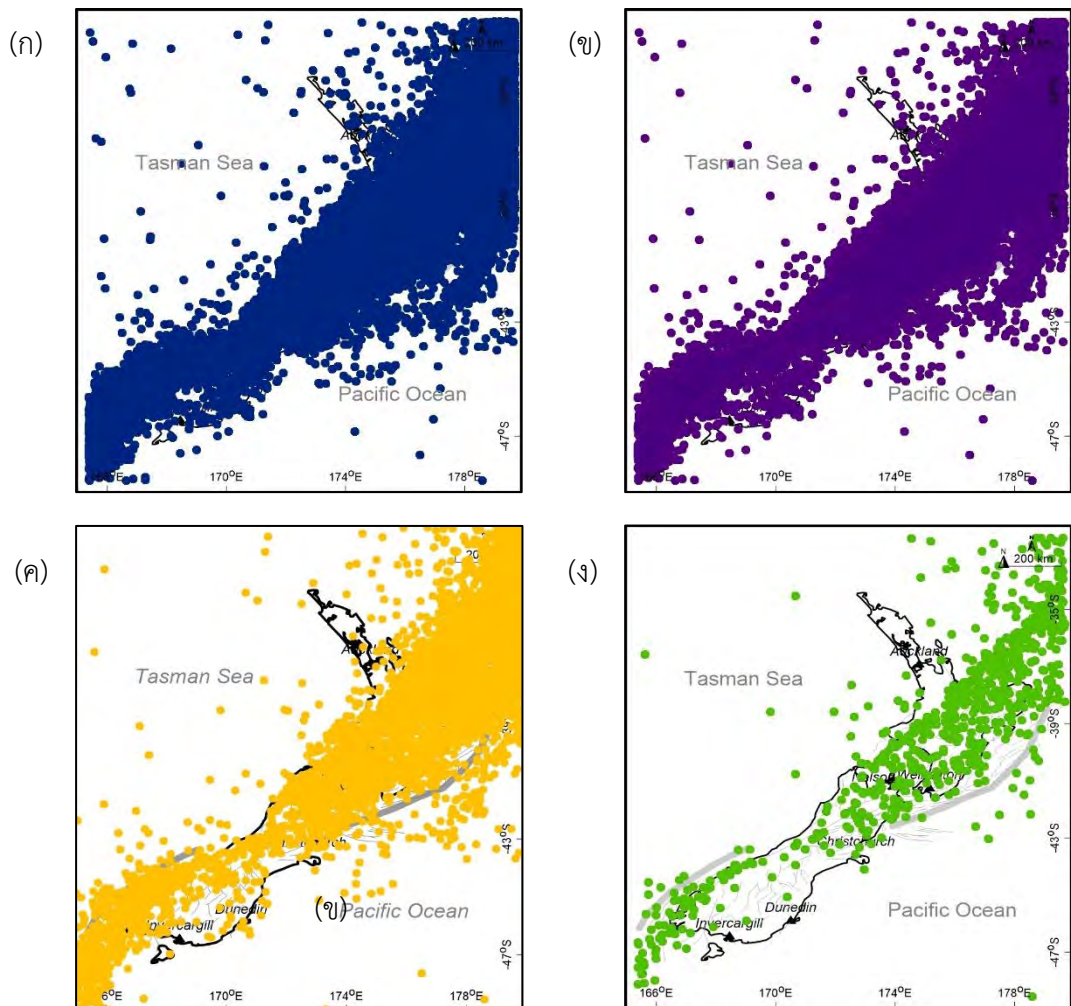 (ก)
Tasman Sea
Pacific Ocean
-43°S
-47°S
170°E
174°E
178°E
(ข)
Tasman Sea
Pacific Ocean
-43°S
-47°S
166°E
170°E
174°E
178°E
(ค)
Tasman Sea
Dunedin
Invercargill
(ข)
Pacific Ocean
-43°S
-47°S
170°E
174°E
178°E
(ง)
N
200 km
-35°S
Auckland
Tasman Sea
-39°S
-43°S
Christchurch
Dunedin
Invercargill
Pacific Ocean
-47°S
166°E
170°E
174°E
178°E